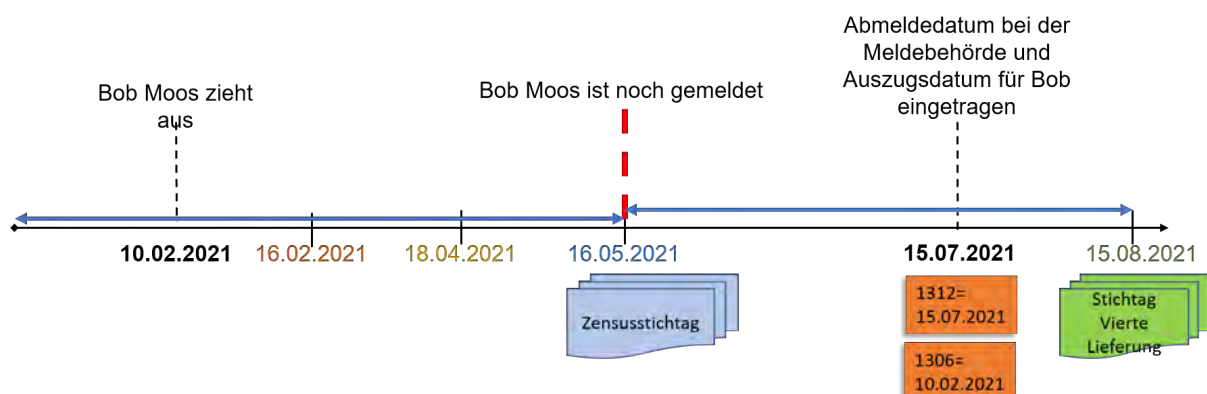 Bob Moos zieht
aus
Bob Moos ist noch gemeldet
Abmeldedatum bei der
Meldebehörde und
Auszugsdatum für Bob
eingetragen
10.02.2021
16.02.2021
18.04.2021
16.05.2021
15.07.2021
15.08.2021
Zensusstichtag
1312=
15.07.2021
1306=
10.02.2021
Stichtag
Vierte
Lieferung